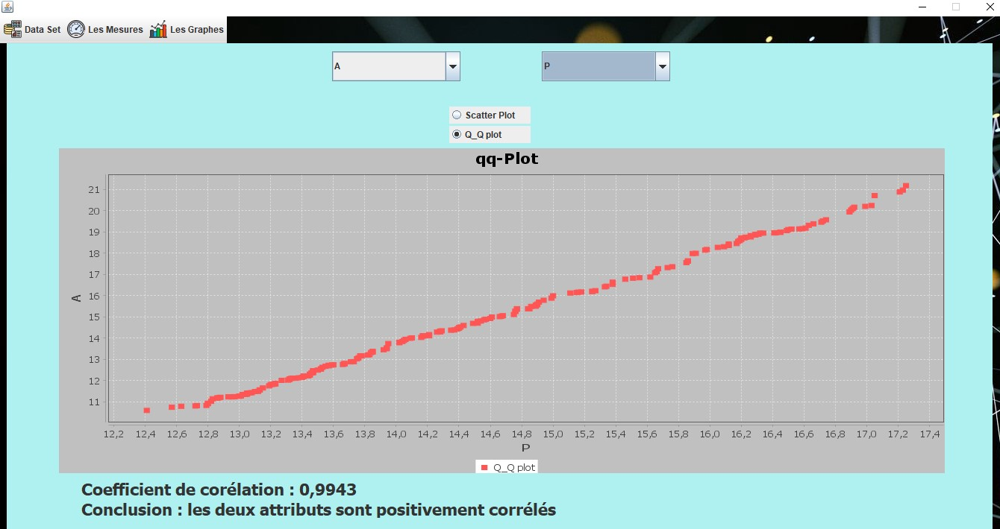 Data Set Les Mesures Les Graphes
A P
Scatter Plot
Q_Q plot
qq-Plot
21
20
19
18
17
16
15
14
13
12
11
A
12,2 12,4 12,6 12,8 13,0 13,2 13,4 13,6 13,8 14,0 14,2 14,4 14,6 14,8 15,0 15,2 15,4 15,6 15,8 16,0 16,2 16,4 16,6 16,8 17,0 17,2 17,4
P
Q_Q plot
Coefficient de corélation : 0,9943
Conclusion : les deux attributs sont positivement corrélés